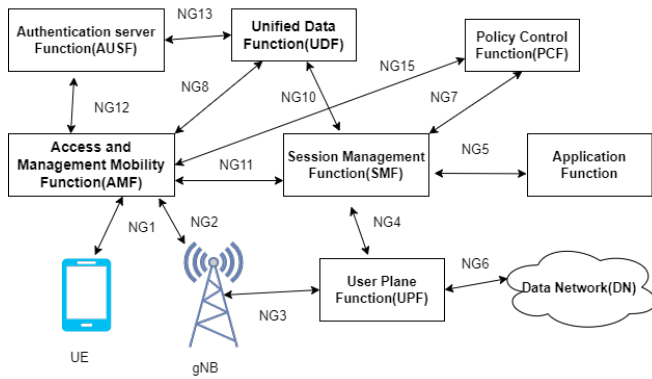 NG13
Authentication server
Function(AUSF)
Unified Data
Function(UDF)
Policy Control
Function(PCF)
NG15
NG8
NG10
NG7
NG12
Access and
Management Mobility
Function(AMF)
NG11
Session Management
Function(SMF)
NG5
Application
Function
NG1
NG2
NG4
User Plane
Function(UPF)
NG6
Data Network(DN)
NG3
UE
gNB